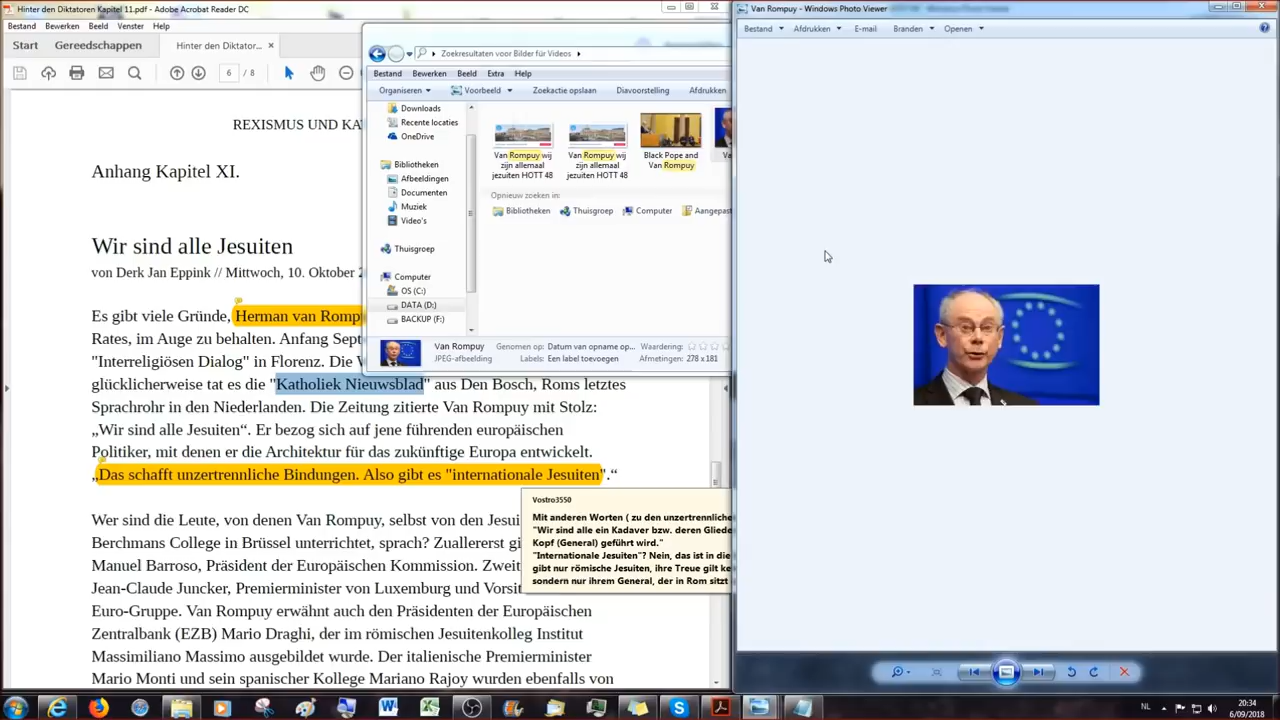 Hinter den Diktatoren Kapitel 11.pdf - Adobe Acrobat Reader DC
Bestand Bewerken Beeld Venster Help
Start Gereedschappen Hinter den Diktator... ×
6 / 8
REXISMUS UND KA
Anhang Kapitel XI.
Wir sind alle Jesuiten
von Derk Jan Eppink // Mittwoch, 10. Oktober 2
Es gibt viele Gründe, Herman van Romp
Rates, im Auge zu behalten. Anfang Sept
"Interreligiösen Dialog" in Florenz. Die W
glücklicherweise tat es die "Katholiek Nieuwsblad" aus Den Bosch, Roms letztes
Sprachrohr in den Niederlanden. Die Zeitung zitierte Van Rompuy mit Stolz:
„Wir sind alle Jesuiten“. Er bezog sich auf jene führenden europäischen
Politiker, mit denen er die Architektur für das zukünftige Europa entwickelt.
„Das schafft unzertrennliche Bindungen. Also gibt es "internationale Jesuiten".“
Wer sind die Leute, von denen Van Rompuy, selbst von den Jesui
Berchmans College in Brüssel unterrichtet, sprach? Zuallererst gi
Manuel Barroso, Präsident der Europäischen Kommission. Zweit
Jean-Claude Juncker, Premierminister von Luxemburg und Vorsit
Euro-Gruppe. Van Rompuy erwähnt auch den Präsidenten der Europäischen
Zentralbank (EZB) Mario Draghi, der im römischen Jesuitenkolleg Institut
Massimiliano Massimo ausgebildet wurde. Der italienische Premierminister
Mario Monti und sein spanischer Kollege Mariano Rajoy wurden ebenfalls von
Vostro3550
Mit anderen Worten ( zu den unzertrennliche
"Wir sind alle ein Kadaver bzw. deren Gliede
Kopf (General) geführt wird."
"Internationale Jesuiten"? Nein, das ist in die
gibt nur römische Jesuiten, ihre Treue gilt ke
sondern nur ihrem General, der in Rom sitzt
Zoekresultaten voor Bilder für Videos
Bestand Bewerken Beeld Extra Help
Organiseren Voorbeeld Zoekactie opslaan Diavoorstelling Afdrukken
Downloads
Recente locaties
OneDrive
Bibliotheken
Afbeeldingen
Documenten
Muziek
Video's
Thuisgroep
Computer
OS (C:)
DATA (D:)
BACKUP (F:)
Van Rompuy wij
zijn allemaal
jezuiten HOTT 48
Van Rompuy wij
zijn allemaal
jezuiten HOTT 48
Black Pope and
Van Rompuy
Va
Opnieuw zoeken in:
Bibliotheken Thuisgroep Computer Aangepast
Van Rompuy Genomen op: Datum van opname op... Waardering:
JPEG-afbeelding Labels: Een label toevoegen Afmetingen: 278 x 181
Van Rompuy - Windows Photo Viewer
Bestand Afdrukken E-mail Branden Openen
NL
20:34
6/09/2018